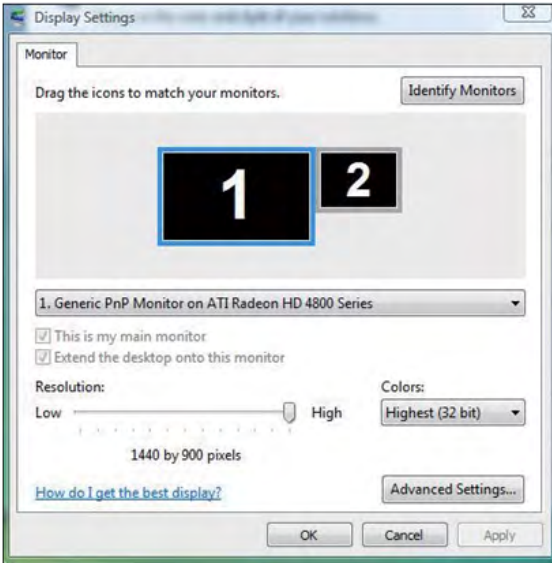 Display Settings
Monitor
Drag the icons to match your monitors.
Identify Monitors
1
2
1. Generic PnP Monitor on ATI Radeon HD 4800 Series
This is my main monitor
Extend the desktop onto this monitor
Resolution:
Colors:
Low
High
Highest (32 bit)
1440 by 900 pixels
How do I get the best display?
Advanced Settings...
OK
Cancel
Apply